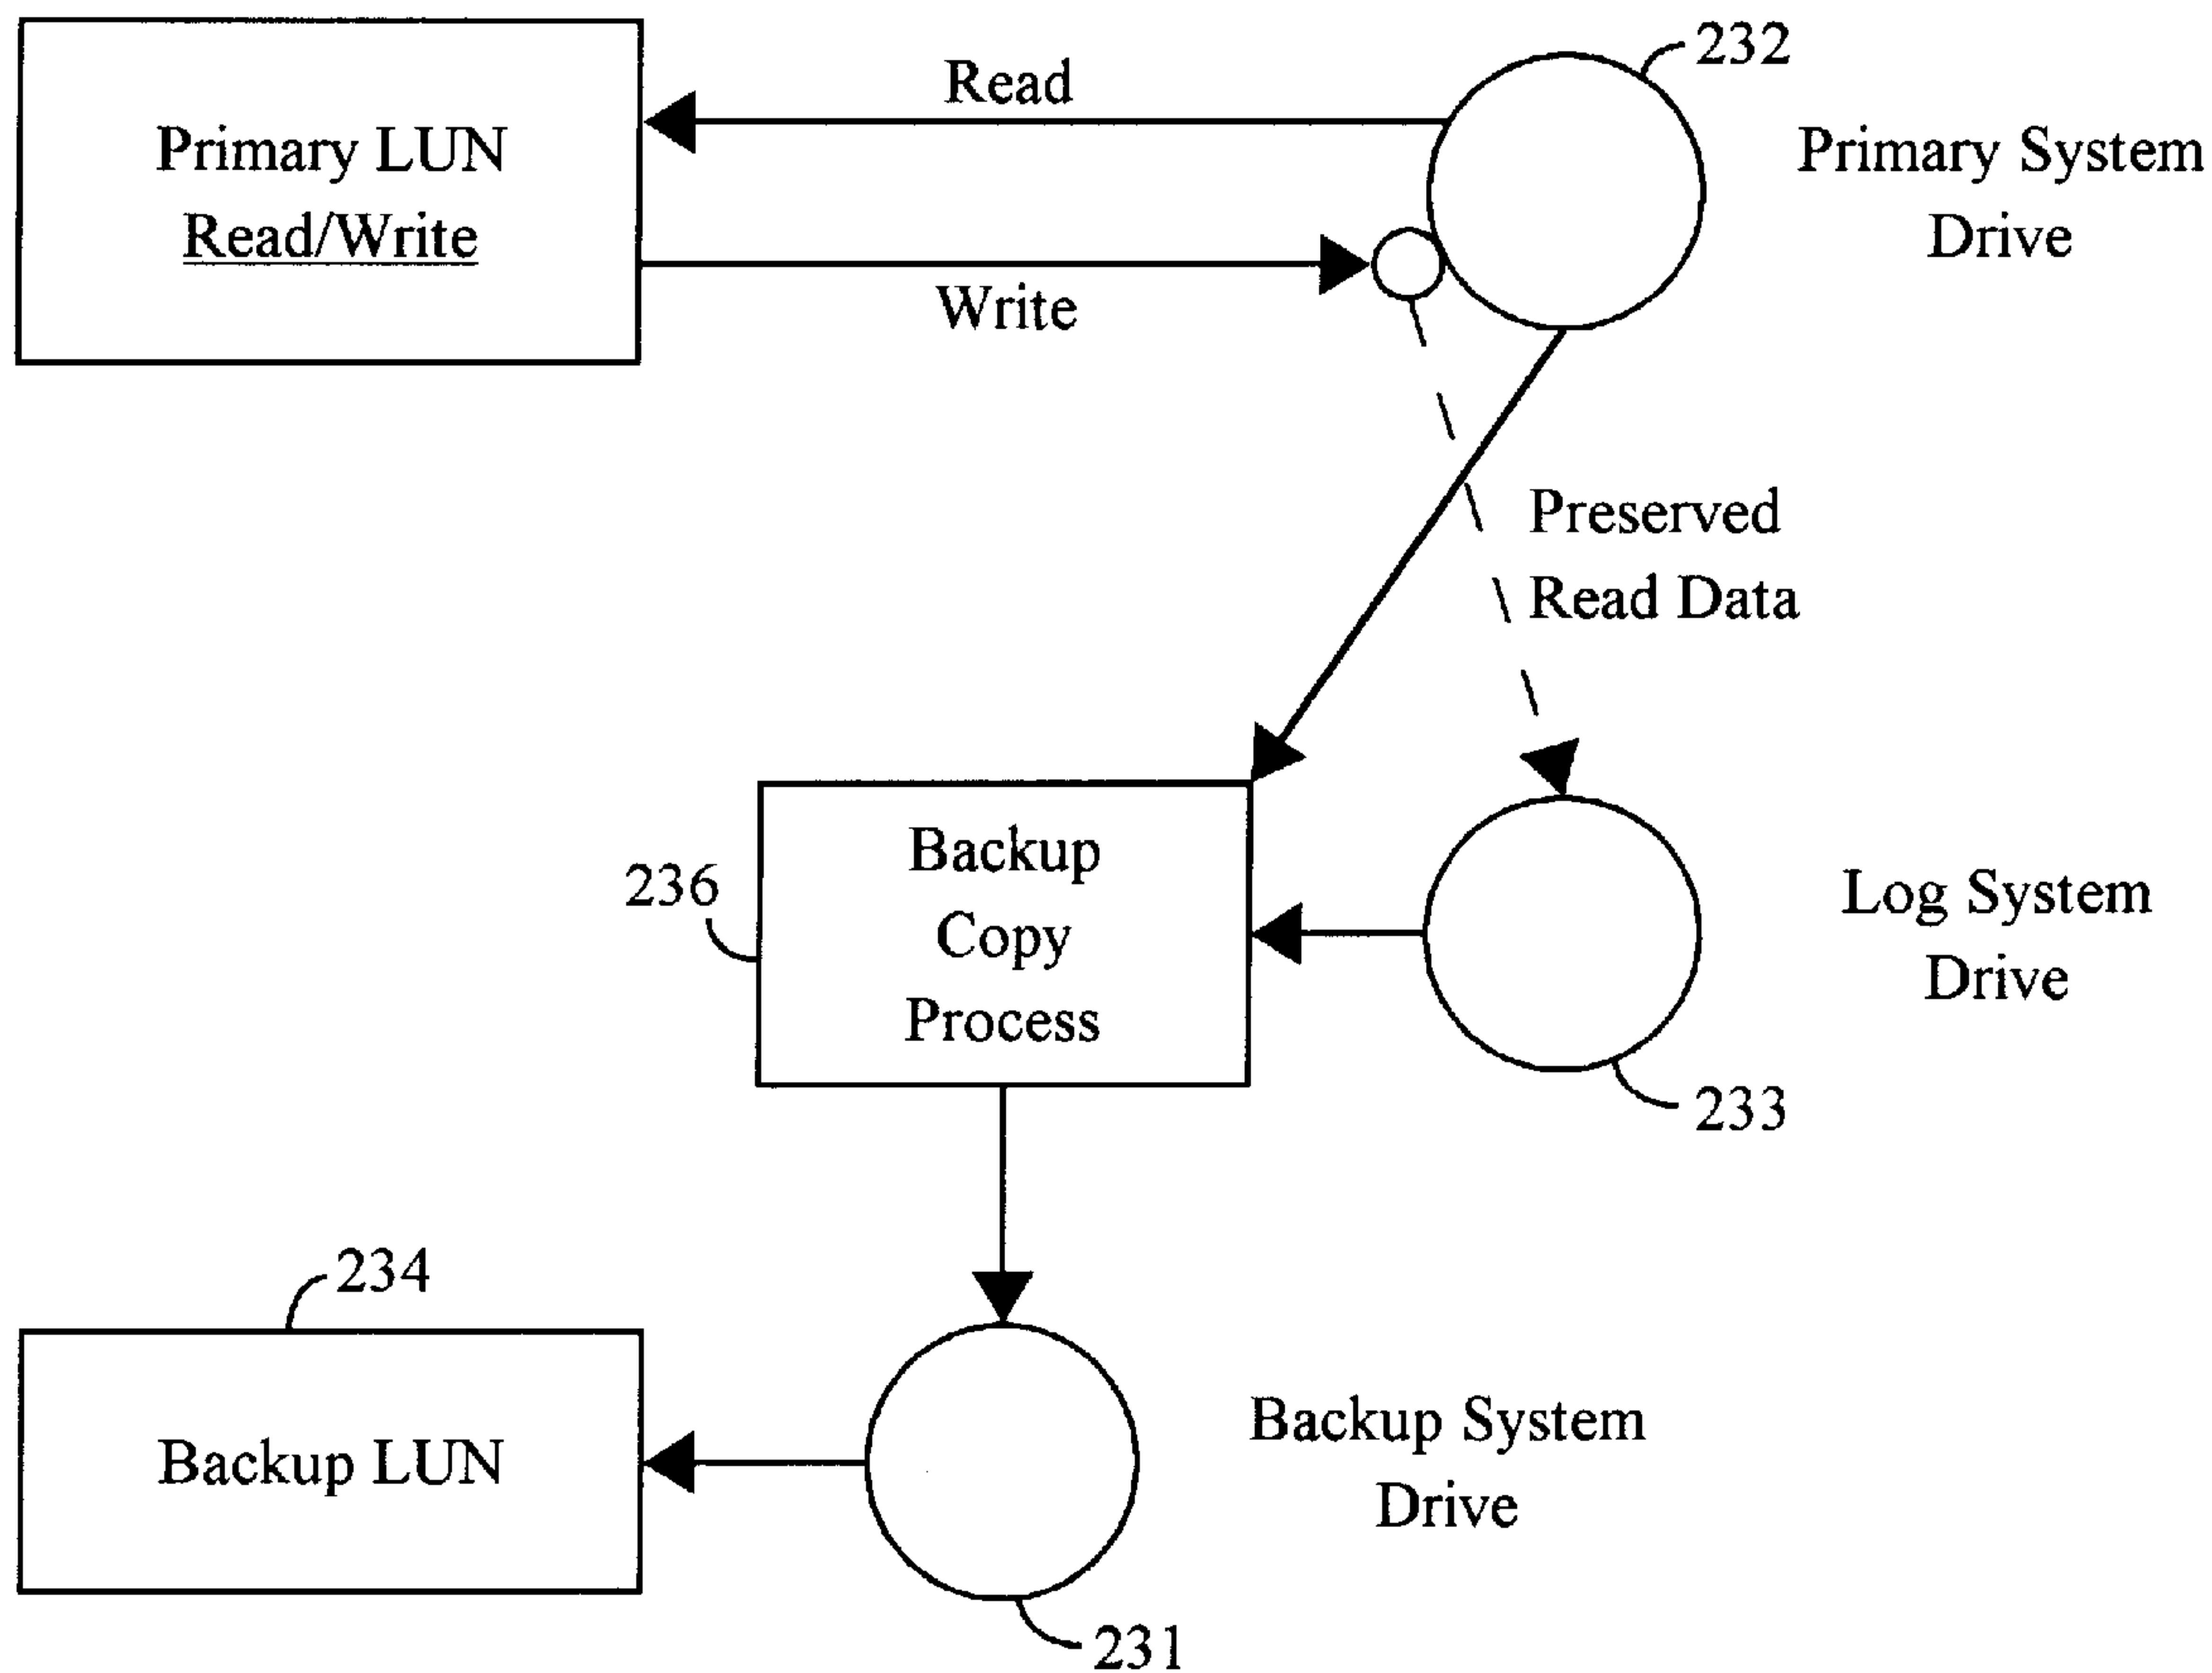 232
Read
Primary LUN
Read/Write
Primary System
Drive
Write
Preserved
Read Data
Backup
Copy
Process
236
Log System
Drive
233
234
Backup LUN
Backup System
Drive
231